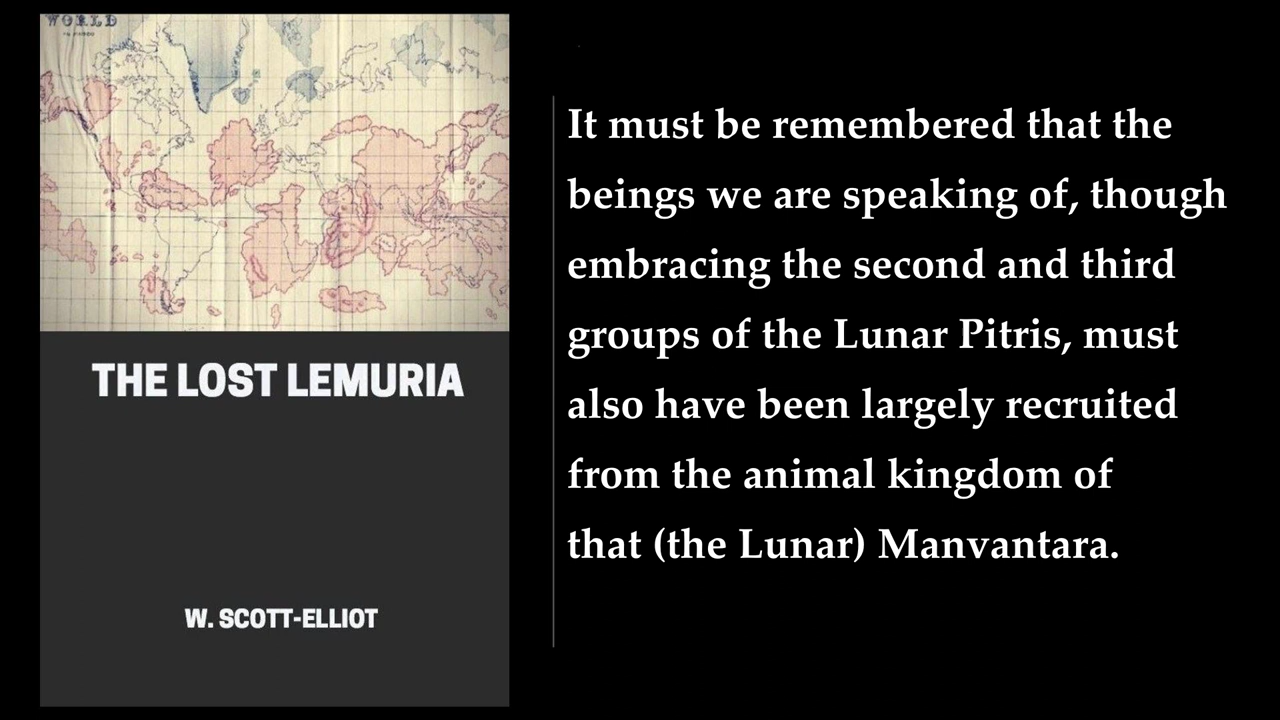 WORLD
THE LOST LEMURIA
W. SCOTT-ELLIOT
It must be remembered that the
beings we are speaking of, though
embracing the second and third
groups of the Lunar Pitris, must
also have been largely recruited
from the animal kingdom of
that (the Lunar) Manvantara.